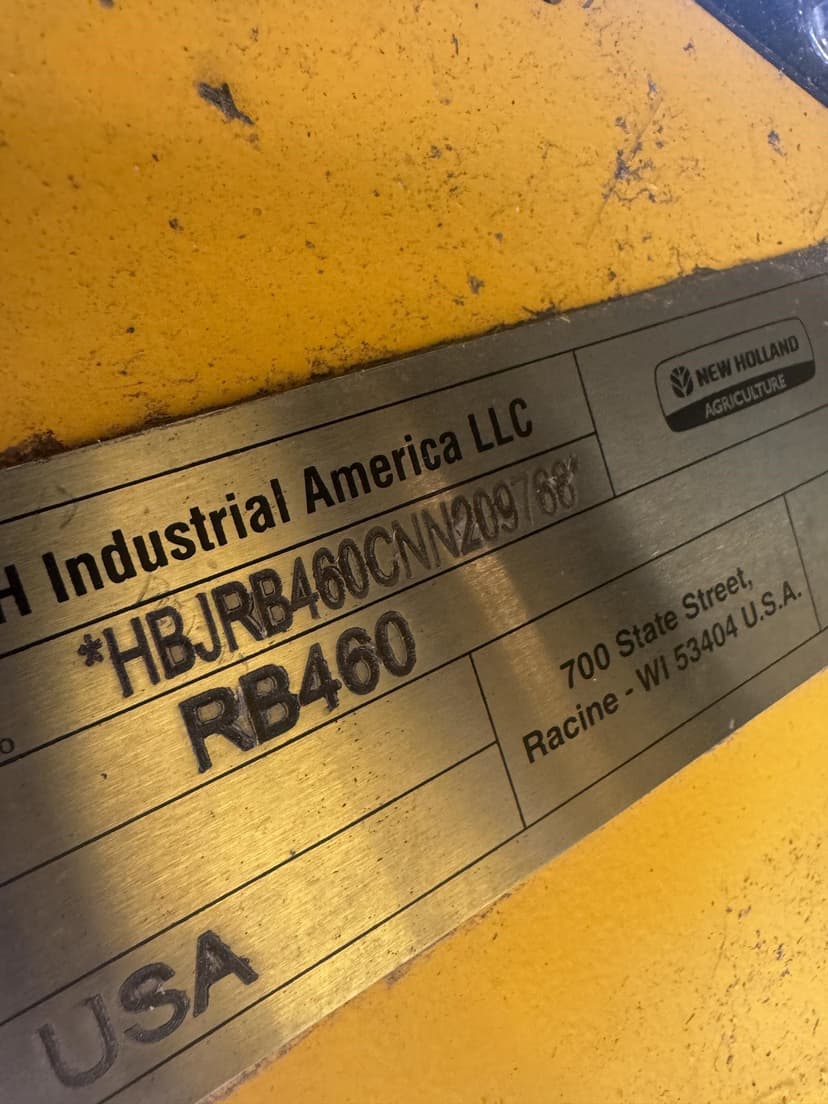 H Industrial America LLC
NEW HOLLAND
AGRICULTURE
*HBJRB460CNN209768*
RB460
700 State Street,
Racine - WI 53404 U.S.A.
USA